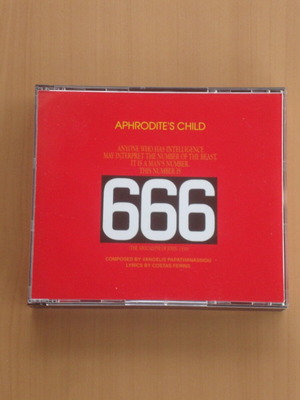 APHRODITE'S CHILD
ANYONE WHO HAS INTELLIGENCE
MAY INTERPRET THE NUMBER OF THE BEAST.
IT IS A MAN'S NUMBER.
THIS NUMBER IS
666
COMPOSED BY VANGELIS PAPATHANASSIOU
LYRICS BY COSTAS FERRIS